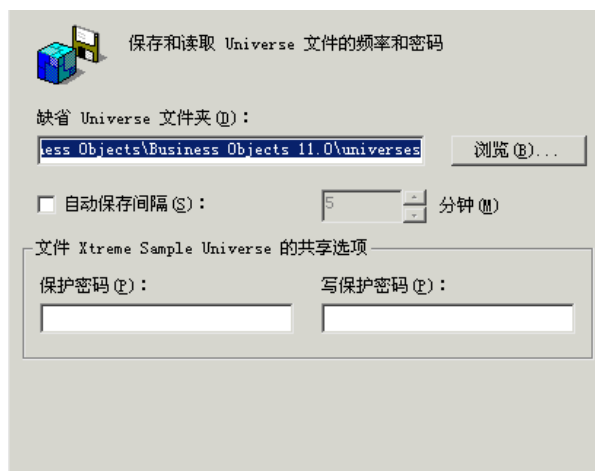 保存和读取 Universe 文件的频率和密码
缺省 Universe 文件夹(D):
ess Objects\Business Objects 11.0\universes
浏览(B)...
自动保存间隔(S):
5
分钟(M)
文件 Xtreme Sample Universe 的共享选项
保护密码(P):
写保护密码(P):